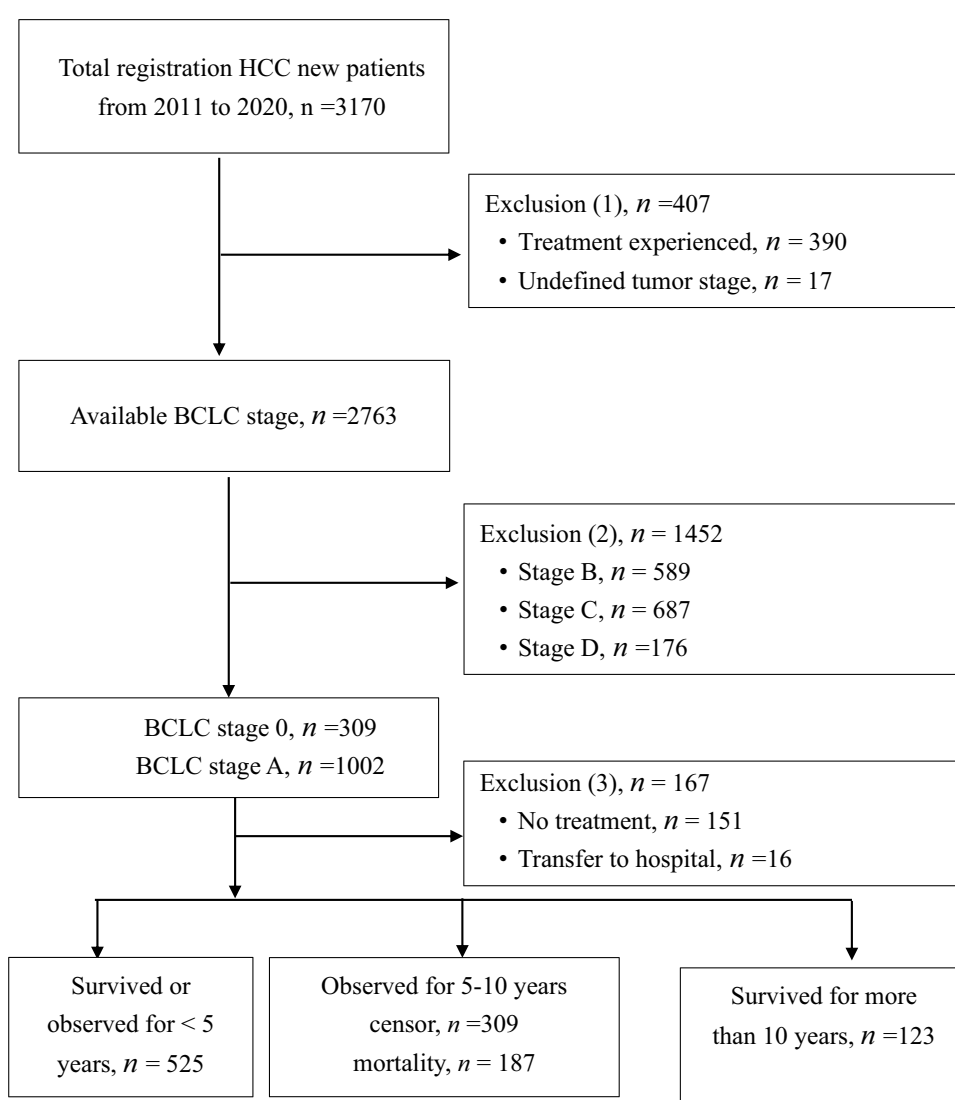 Total registration HCC new patients
from 2011 to 2020, n =3170
Exclusion (1), n =407
• Treatment experienced, n = 390
• Undefined tumor stage, n = 17
Available BCLC stage, n =2763
Exclusion (2), n = 1452
• Stage B, n = 589
• Stage C, n = 687
• Stage D, n =176
BCLC stage 0, n =309
BCLC stage A, n =1002
Exclusion (3), n = 167
• No treatment, n = 151
• Transfer to hospital, n =16
Survived or
observed for < 5
years, n = 525
Observed for 5-10 years
censor, n =309
mortality, n = 187
Survived for more
than 10 years, n =123